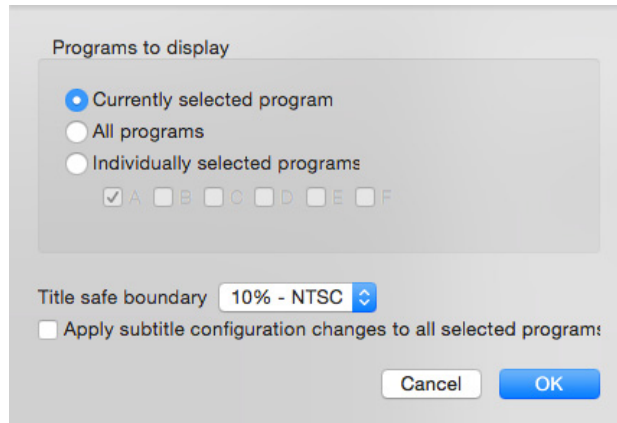 Programs to display
Currently selected program
All programs
Individually selected programs
A B C D E F
Title safe boundary 10% - NTSC
Apply subtitle configuration changes to all selected programs
Cancel OK